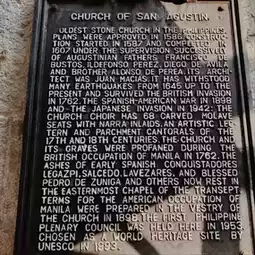 CHURCH OF SAN AGUSTIN
OLDEST STONE CHURCH IN THE PHILIPPINES.
PLANS WERE APPROVED IN 1586; CONSTRUC-
TION STARTED IN 1587 AND COMPLETED IN
1607 UNDER THE SUPERVISION, SUCCESSIVELY
OF AUGUSTINIAN FATHERS FRANCISCO
BUSTOS, ILDEFONSO PEREZ, DIEGO DE AVILA
AND BROTHER ALONSO DE PEREA. ITS ARCHI-
TECT WAS JUAN MACIAS. IT HAS WITHSTOOD
MANY EARTHQUAKES FROM 1645 UP TO THE
PRESENT AND SURVIVED THE BRITISH INVASION
IN 1762, THE SPANISH-AMERICAN WAR IN 1898
AND THE JAPANESE INVASION IN 1942; THE
CHURCH CHOIR HAS 68 CARVED MOLAVE
SEATS WITH NARRA INLAIDS, AN ARTISTIC LEC-
TERN AND PARCHMENT CANTORALS OF THE
17TH AND 18TH CENTURIES. THE CHURCH AND
ITS GRAVES WERE PROFANED DURING THE
BRITISH OCCUPATION OF MANILA IN 1762. THE
ASHES OF EARLY SPANISH CONQUISTADORES
LEGAZPI, SALCEDO, LAVEZARES, AND BLESSED
PEDRO DE ZUÑIGA AND OTHERS NOW REST IN
THE EASTERNMOST CHAPEL OF THE TRANSEPT
TERMS FOR THE AMERICAN OCCUPATION OF
MANILA WERE PREPARED IN THE VESTRY OF
THE CHURCH IN 1898. THE FIRST PHILIPPINE
PLENARY COUNCIL WAS HELD HERE IN 1953.
CHOSEN AS A WORLD HERITAGE SITE BY
UNESCO IN 1993.